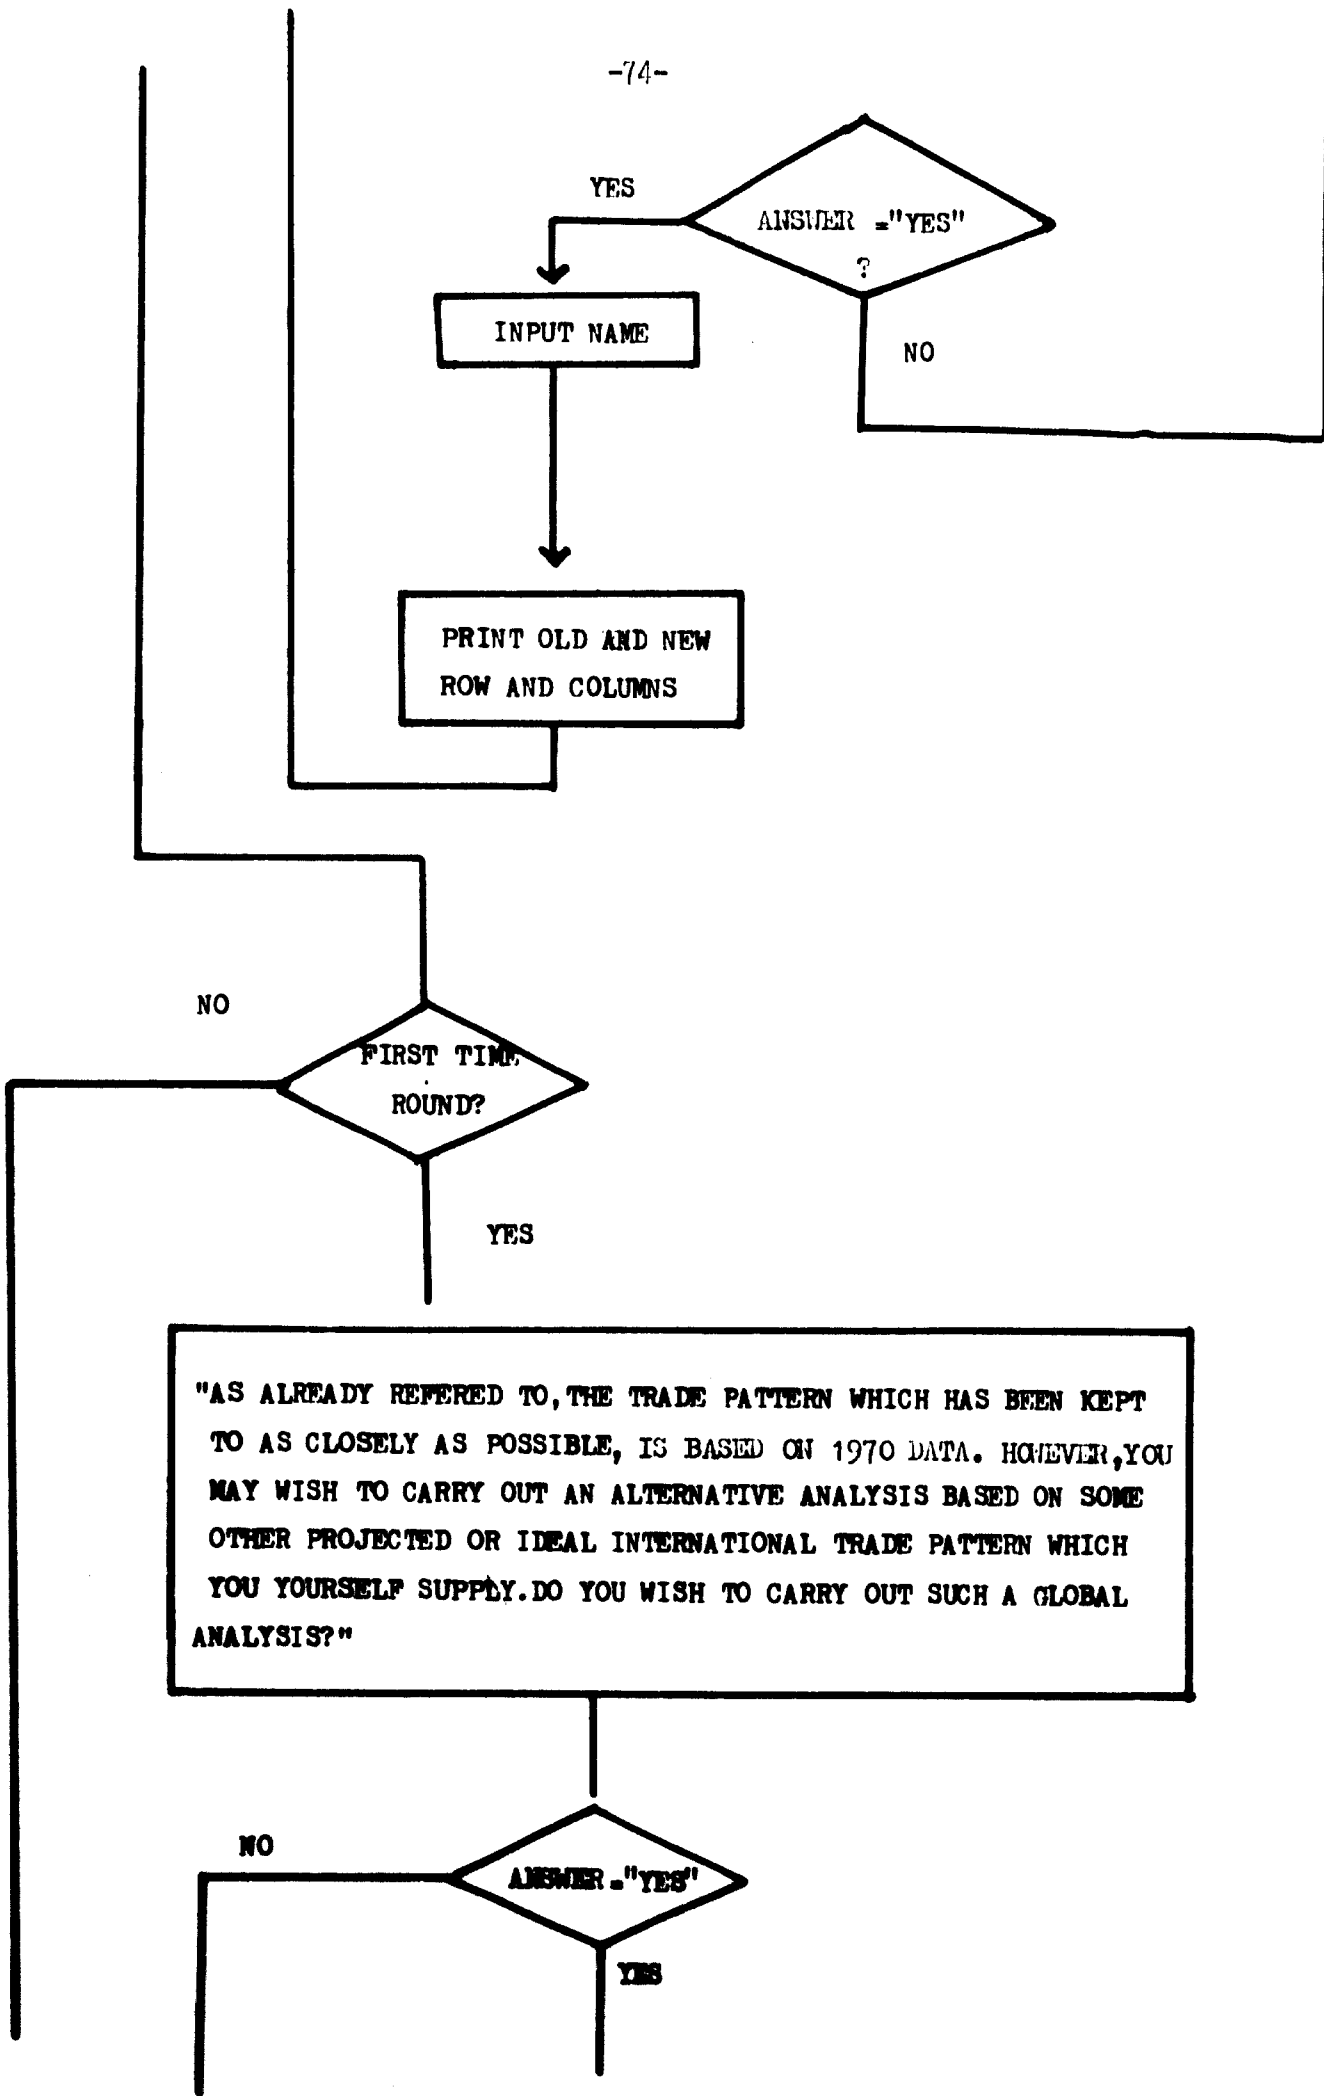 -74-
YES
ANSWER ="YES"
?
INPUT NAME
NO
PRINT OLD AND NEW
ROW AND COLUMNS
NO
FIRST TIME
ROUND?
YES
"AS ALREADY REFERED TO,THE TRADE PATTERN WHICH HAS BEEN KEPT
TO AS CLOSELY AS POSSIBLE, IS BASED ON 1970 DATA. HOWEVER,YOU
MAY WISH TO CARRY OUT AN ALTERNATIVE ANALYSIS BASED ON SOME
OTHER PROJECTED OR IDEAL INTERNATIONAL TRADE PATTERN WHICH
YOU YOURSELF SUPPLY.DO YOU WISH TO CARRY OUT SUCH A GLOBAL
ANALYSIS?"
NO
ANSWER ="YES"
YES